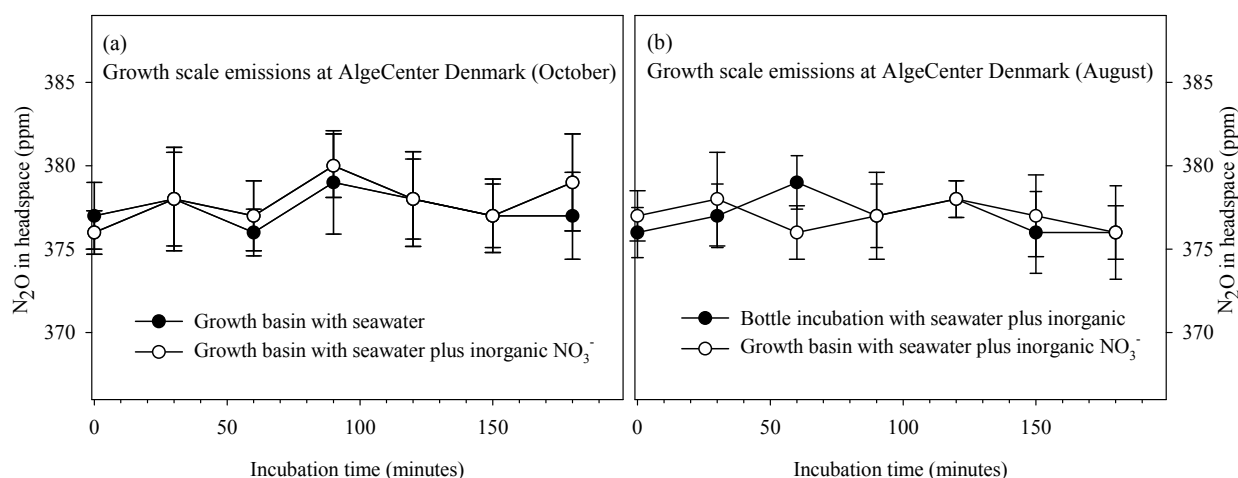 (a)
Growth scale emissions at AlgeCenter Denmark (October)
385
380
375
370
N₂O in headspace (ppm)
Growth basin with seawater
Growth basin with seawater plus inorganic NO₃⁻
0
50
100
150
Incubation time (minutes)
(b)
Growth scale emissions at AlgeCenter Denmark (August)
Bottle incubation with seawater plus inorganic
Growth basin with seawater plus inorganic NO₃⁻
385
380
375
370
N₂O in headspace (ppm)
0
50
100
150
Incubation time (minutes)